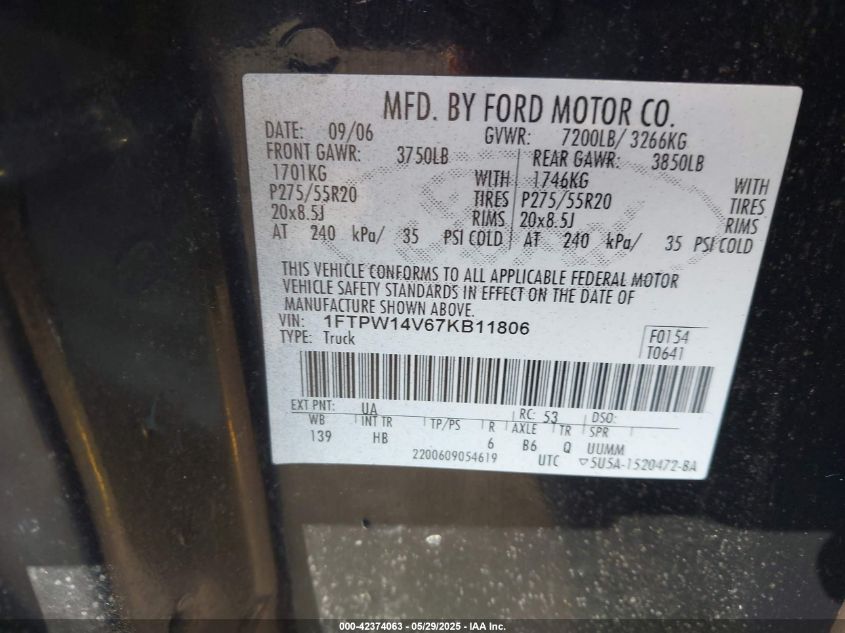 MFD. BY FORD MOTOR CO.
DATE: 09/06 GVWR: 7200LB/ 3266KG
FRONT GAWR: 3750LB REAR GAWR: 3850LB
1701KG WITH 1746KG WITH
P275/55R20 TIRES P275/55R20 TIRES
20x8.5J RIMS 20x8.5J RIMS
AT 240 kPa/ 35 PSI COLD AT 240 kPa/ 35 PSI COLD
THIS VEHICLE CONFORMS TO ALL APPLICABLE FEDERAL MOTOR
VEHICLE SAFETY STANDARDS IN EFFECT ON THE DATE OF
MANUFACTURE SHOWN ABOVE.
VIN: 1FTPW14V67KB11806
TYPE: Truck
F0154
T0641
EXT PNT: UA RC: 53 DSO:
WB INT TR TP/PS R AXLE TR SPR
139 HB 6 B6 Q UUMM
2200609054619 UTC ▽5U5A-1520472-BA
000-42374063 - 05/29/2025 - IAA Inc.